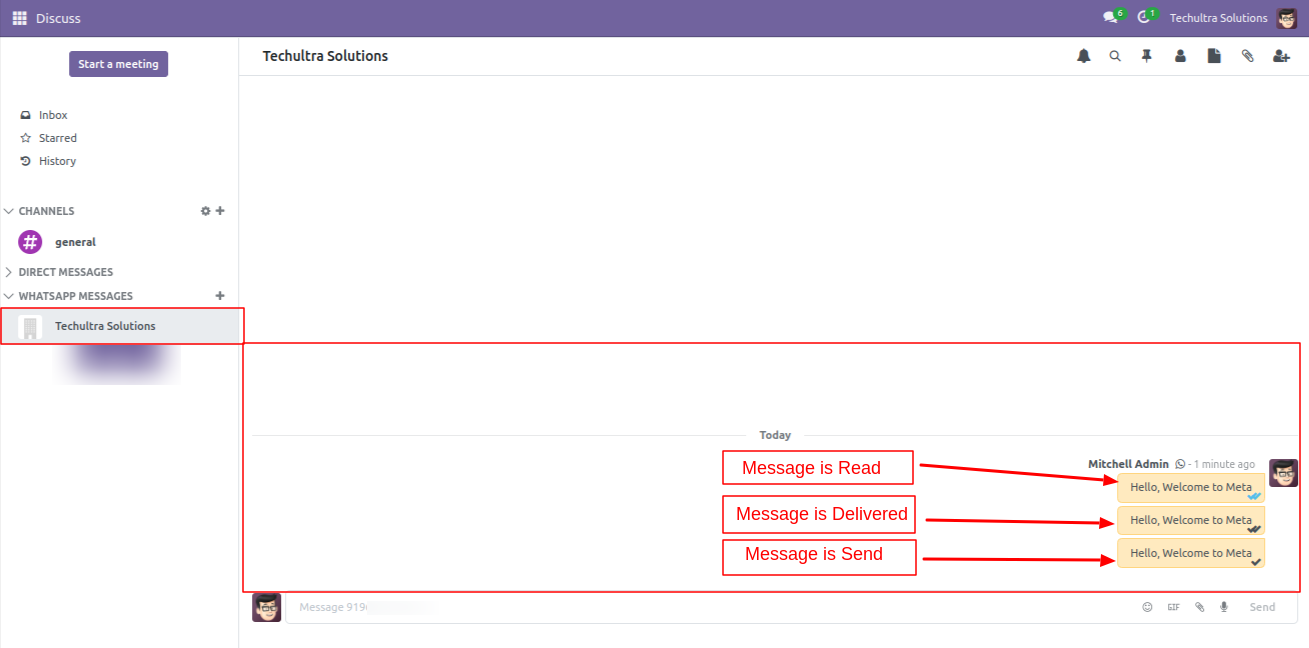 Discuss
6
1
Techultra Solutions
Start a meeting
Inbox
Starred
History
CHANNELS
general
DIRECT MESSAGES
WHATSAPP MESSAGES
Techultra Solutions
Techultra Solutions
Today
Mitchell Admin - 1 minute ago
Message is Read
Hello, Welcome to Meta
Message is Delivered
Hello, Welcome to Meta
Message is Send
Hello, Welcome to Meta
Message 919
GIF
Send